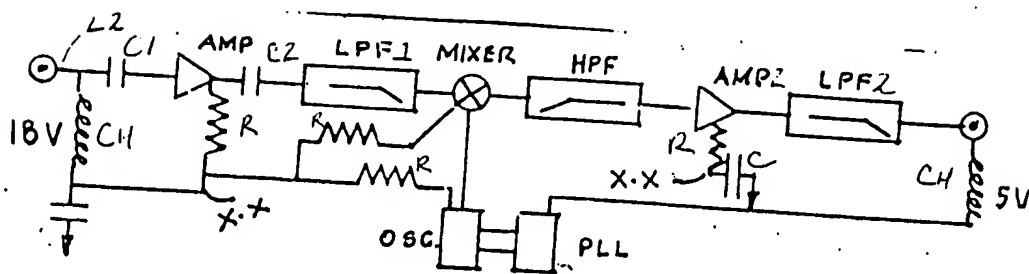 L2
C1
AMP
C2
LPF1
MIXER
HPF
AMP2
LPF2
18V
CH
R
R
R
R
C
X.X
X.X
CH
5V
OSC.
PLL